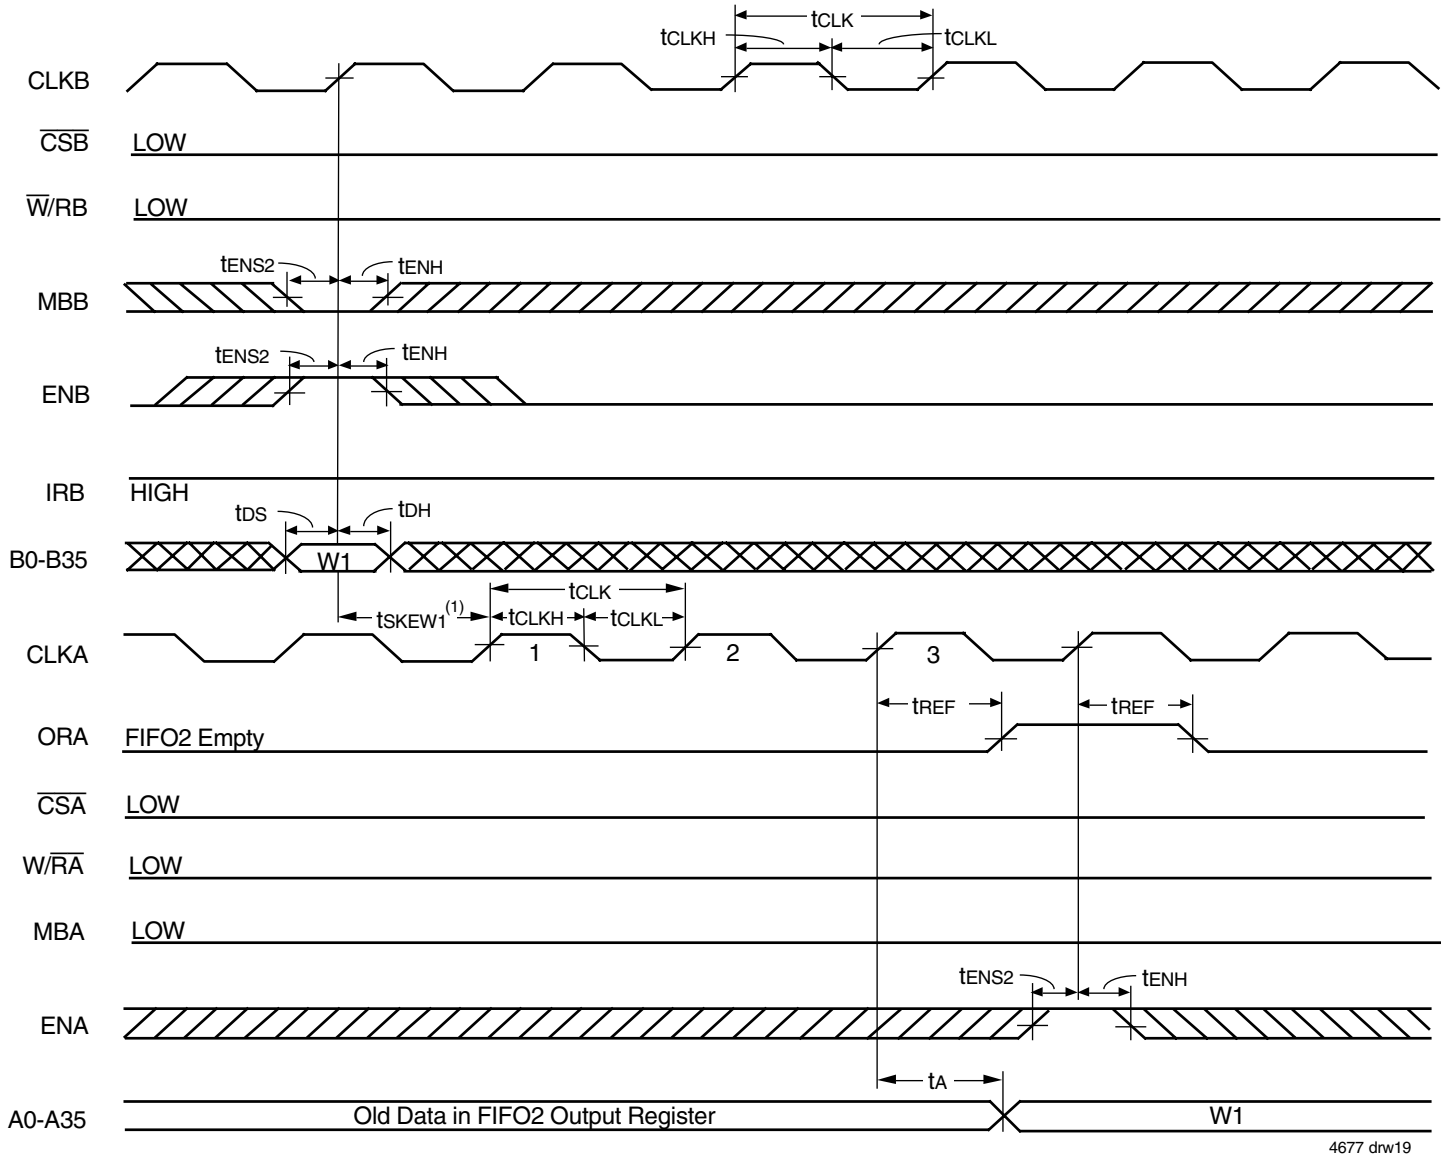 tCLK
tCLKH
tCLKL
CLKB
CSB
LOW
W/RB
LOW
tENS2
tENH
MBB
tENS2
tENH
ENB
IRB
HIGH
tDS
tDH
B0-B35
W1
tCLK
tSKEW1(1)
tCLKH
tCLKL
CLKA
1
2
3
tREF
tREF
ORA
FIFO2 Empty
CSA
LOW
W/RA
LOW
MBA
LOW
tENS2
tENH
ENA
tA
A0-A35
Old Data in FIFO2 Output Register
W1
4677 drw19